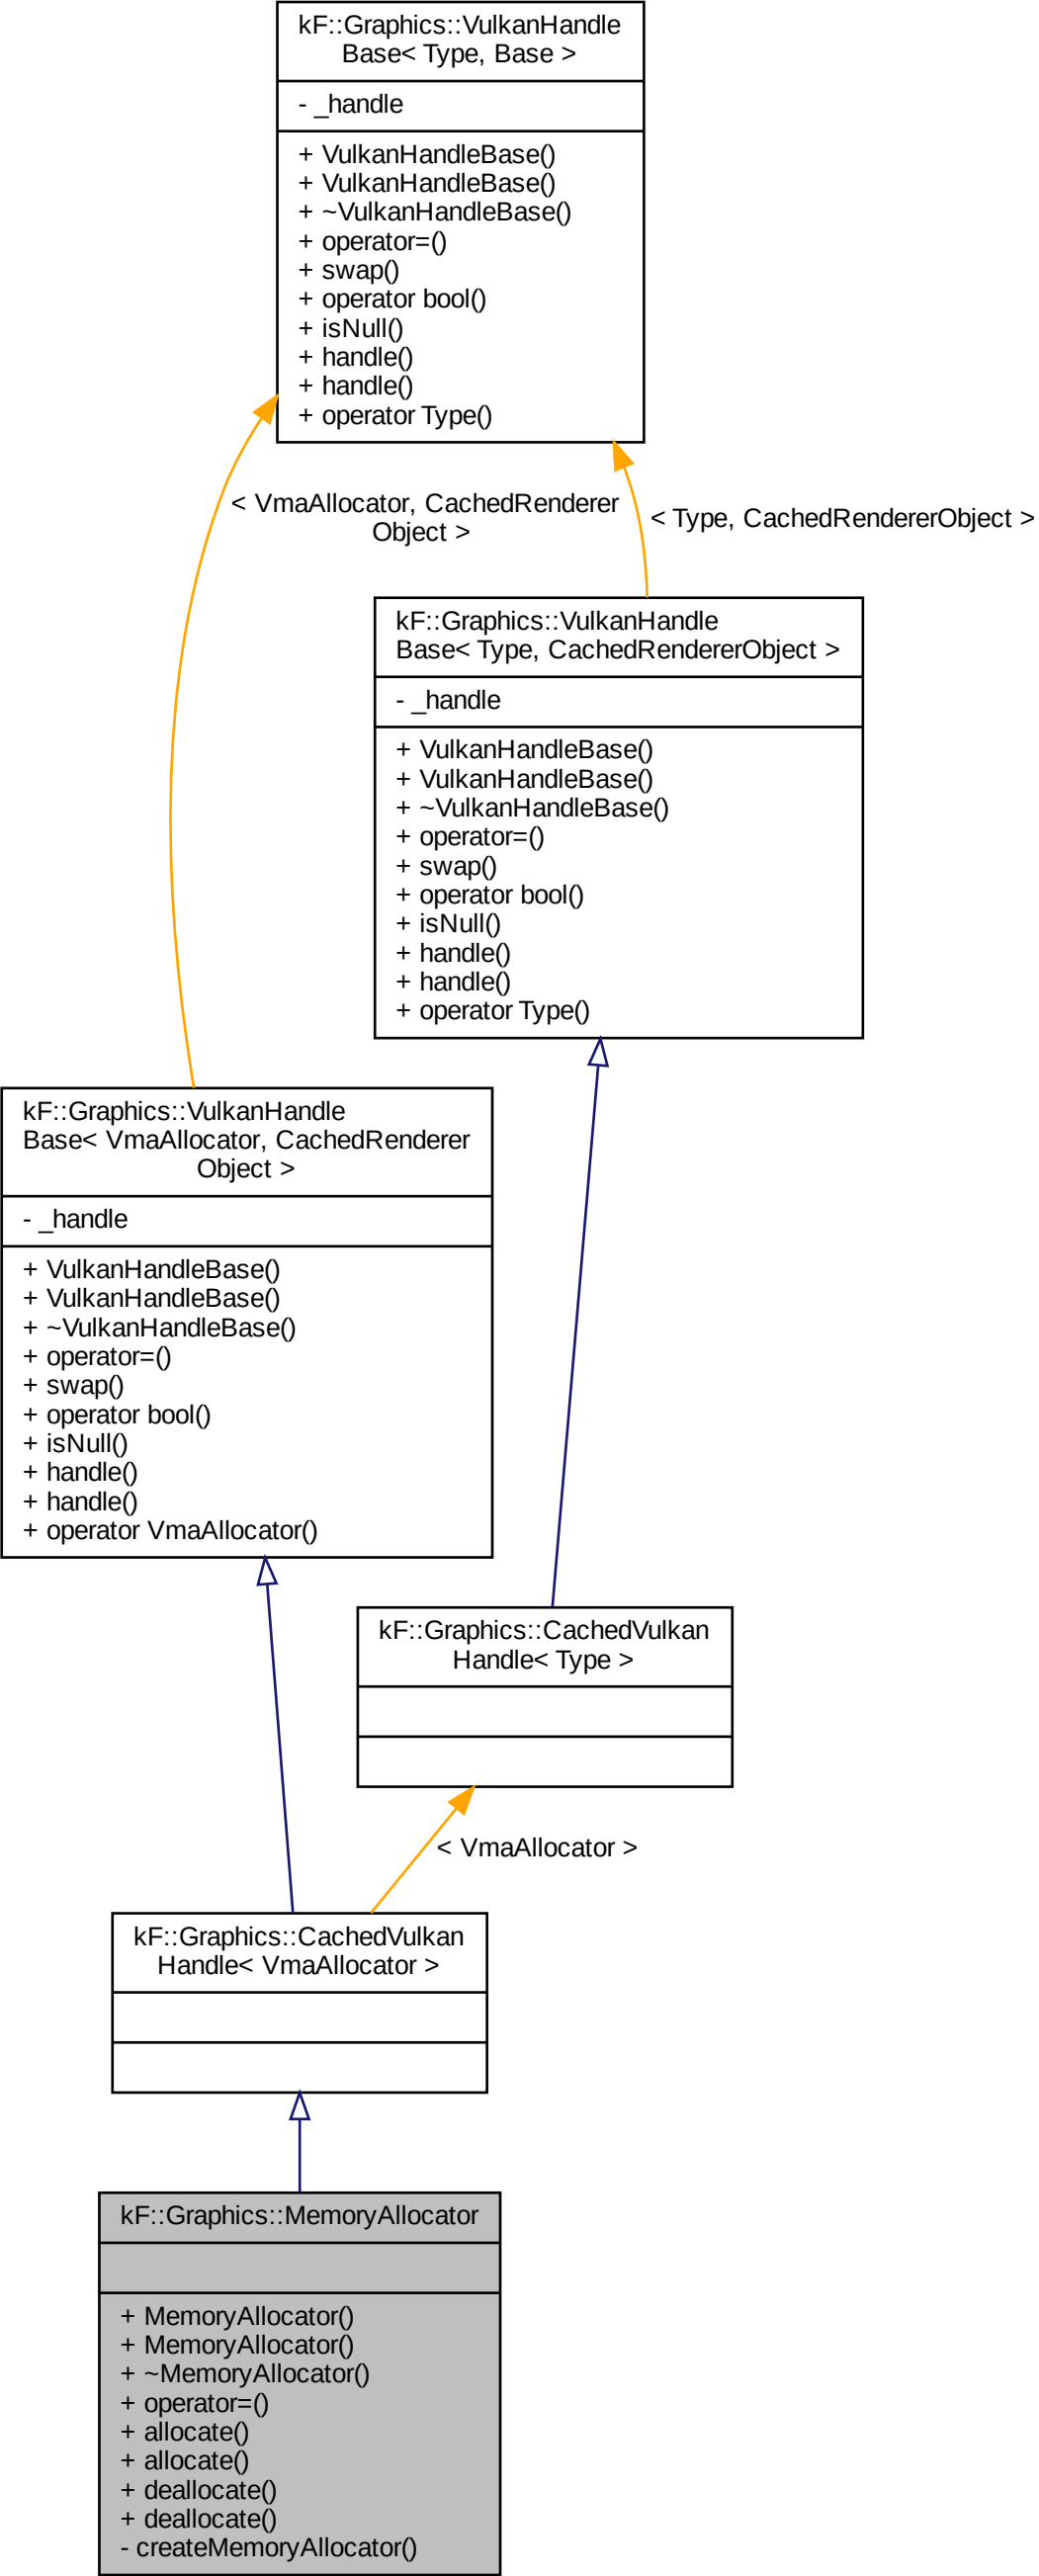 kF::Graphics::VulkanHandle
Base< Type, Base >
- _handle
+ VulkanHandleBase()
+ VulkanHandleBase()
+ ~VulkanHandleBase()
+ operator=()
+ swap()
+ operator bool()
+ isNull()
+ handle()
+ handle()
+ operator Type()
< VmaAllocator, CachedRenderer
Object >
< Type, CachedRendererObject >
kF::Graphics::VulkanHandle
Base< Type, CachedRendererObject >
- _handle
+ VulkanHandleBase()
+ VulkanHandleBase()
+ ~VulkanHandleBase()
+ operator=()
+ swap()
+ operator bool()
+ isNull()
+ handle()
+ handle()
+ operator Type()
kF::Graphics::VulkanHandle
Base< VmaAllocator, CachedRenderer
Object >
- _handle
+ VulkanHandleBase()
+ VulkanHandleBase()
+ ~VulkanHandleBase()
+ operator=()
+ swap()
+ operator bool()
+ isNull()
+ handle()
+ handle()
+ operator VmaAllocator()
kF::Graphics::CachedVulkan
Handle< Type >
< VmaAllocator >
kF::Graphics::CachedVulkan
Handle< VmaAllocator >
kF::Graphics::MemoryAllocator
+ MemoryAllocator()
+ MemoryAllocator()
+ ~MemoryAllocator()
+ operator=()
+ allocate()
+ allocate()
+ deallocate()
+ deallocate()
- createMemoryAllocator()